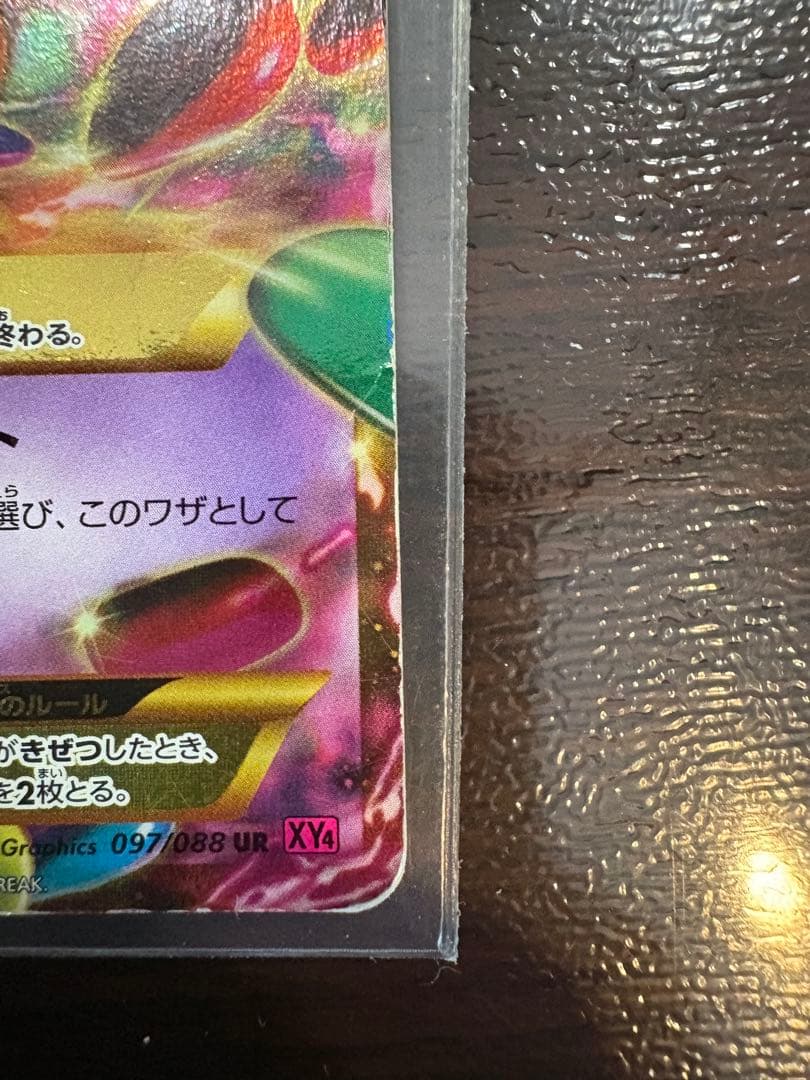 終わる。
選び、このワザとして
のルール
がきぜつしたとき、
を2枚とる。
Graphics 097/088 UR XY4
REAK.